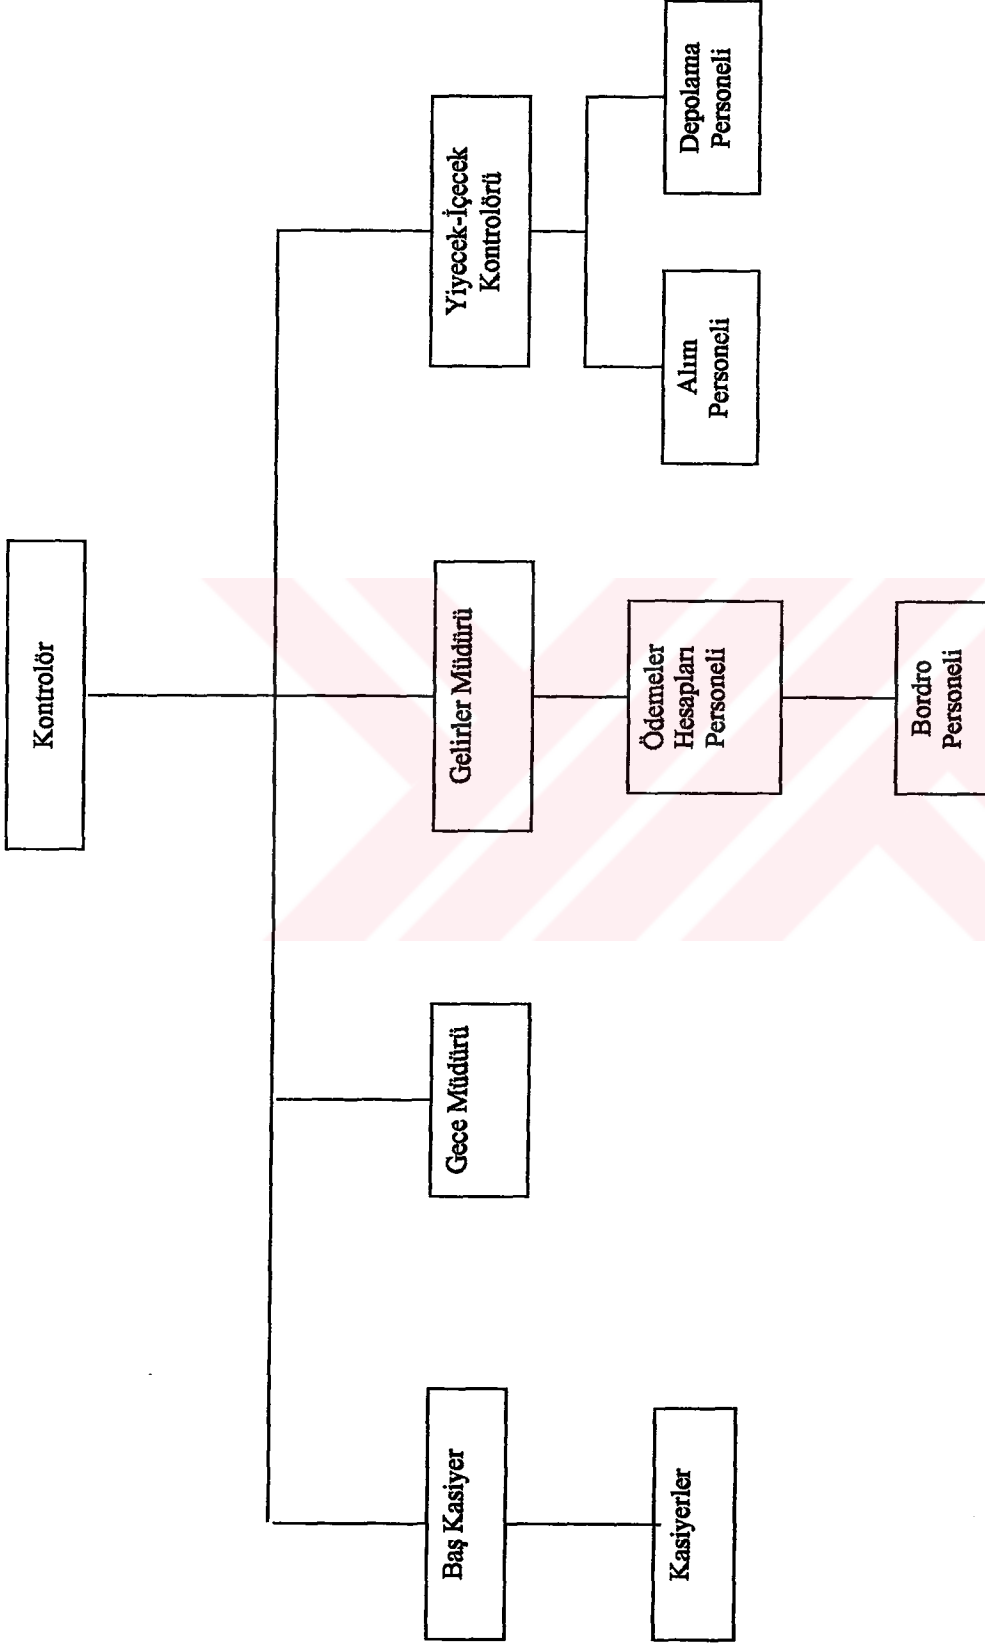 Kontrolör
Baş Kasiyer
Gece Müdürü
Gelirler Müdürü
Yiyecek-İçecek
Kontrolörü
Kasiyerler
Ödemeler
Hesapları
Personeli
Alım
Personeli
Depolama
Personeli
Bordro
Personeli